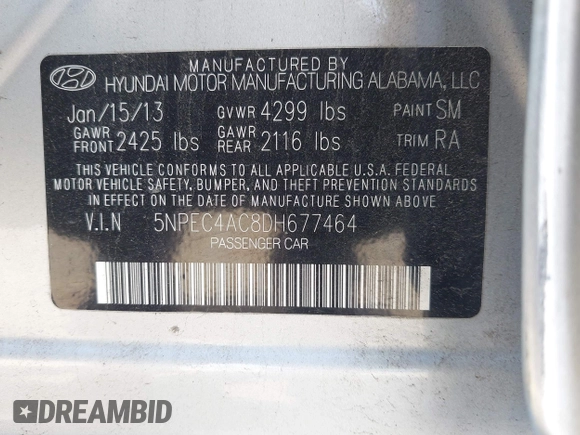 MANUFACTURED BY
HYUNDAI MOTOR MANUFACTURING ALABAMA, LLC
Jan/15/13 GVWR 4299 lbs PAINT SM
GAWR FRONT 2425 lbs GAWR REAR 2116 lbs TRIM RA
THIS VEHICLE CONFORMS TO ALL APPLICABLE U.S.A. FEDERAL
MOTOR VEHICLE SAFETY, BUMPER, AND THEFT PREVENTION STANDARDS
IN EFFECT ON THE DATE OF MANUFACTURE SHOWN ABOVE
V.I.N 5NPEC4AC8DH677464
PASSENGER CAR
DREAMBID